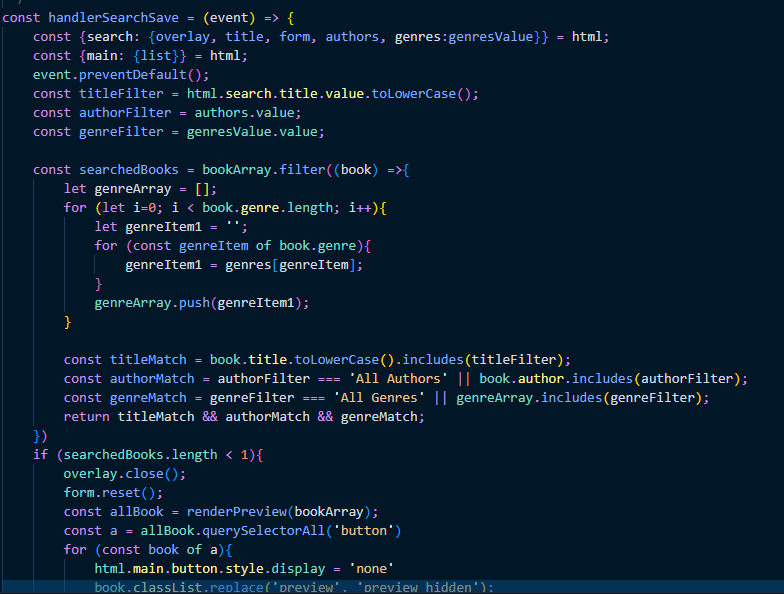 const handlerSearchSave = (event) => {
const {search: {overlay, title, form, authors, genres:genresValue}} = html;
const {main: {list}} = html;
event.preventDefault();
const titleFilter = html.search.title.value.toLowerCase();
const authorFilter = authors.value;
const genreFilter = genresValue.value;
const searchedBooks = bookArray.filter((book) =>{
let genreArray = [];
for (let i=0; i < book.genre.length; i++){
let genreItem1 = '';
for (const genreItem of book.genre){
genreItem1 = genres[genreItem];
}
genreArray.push(genreItem1);
}
const titleMatch = book.title.toLowerCase().includes(titleFilter);
const authorMatch = authorFilter === 'All Authors' || book.author.includes(authorFilter);
const genreMatch = genreFilter === 'All Genres' || genreArray.includes(genreFilter);
return titleMatch && authorMatch && genreMatch;
})
if (searchedBooks.length < 1){
overlay.close();
form.reset();
const allBook = renderPreview(bookArray);
const a = allBook.querySelectorAll('button')
for (const book of a){
html.main.button.style.display = 'none'
book.classList.replace('preview', 'preview_hidden');